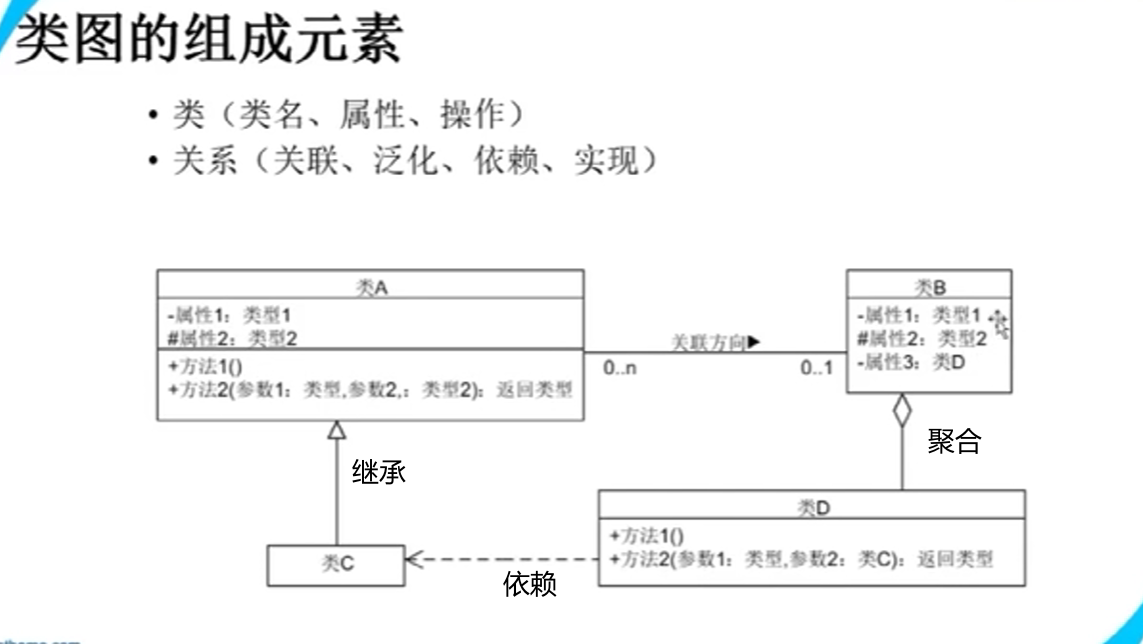 类图的组成元素
• 类（类名、属性、操作）
• 关系（关联、泛化、依赖、实现）
类A
-属性1：类型1
#属性2：类型2
+方法1()
+方法2(参数1：类型,参数2,：类型2)：返回类型
关联方向▶
0..n
0..1
类B
-属性1：类型1
#属性2：类型2
-属性3：类D
继承
聚合
类C
依赖
类D
+方法1()
+方法2(参数1：类型,参数2：类C)：返回类型